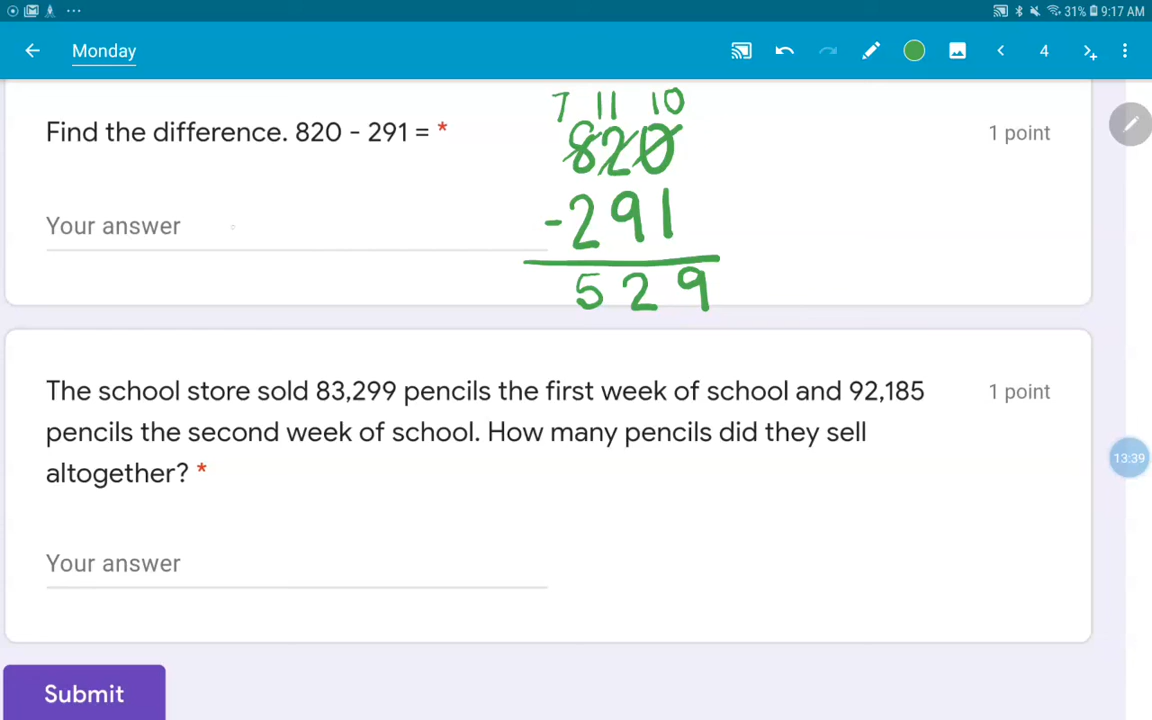 31% 9:17 AM
Monday
4
7 11 10
Find the difference. 820 - 291 = *
820
1 point
Your answer
-291
529
The school store sold 83,299 pencils the first week of school and 92,185
1 point
pencils the second week of school. How many pencils did they sell
altogether? *
13:39
Your answer
Submit